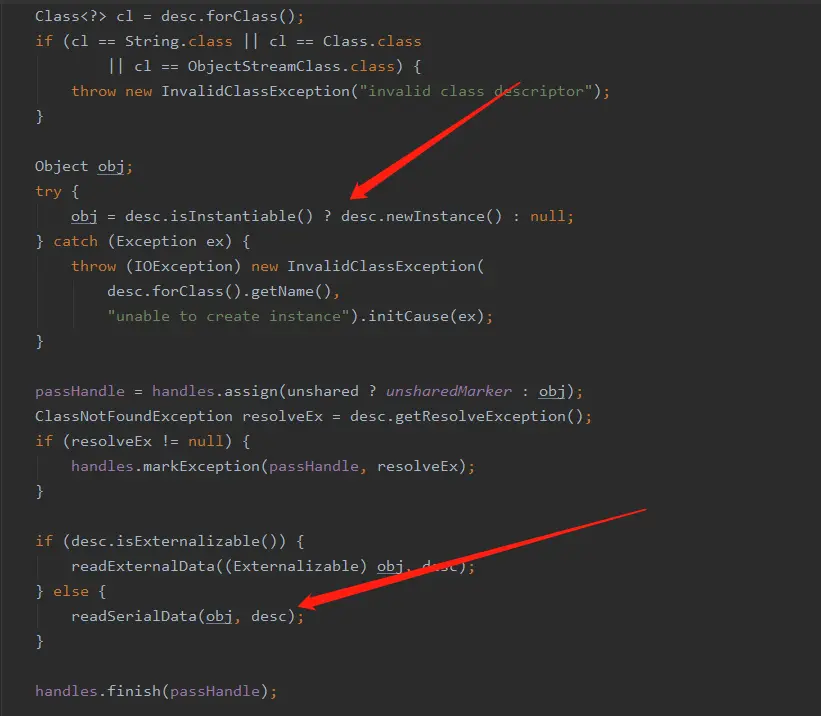 Class<?> cl = desc.forClass();
if (cl == String.class || cl == Class.class
|| cl == ObjectStreamClass.class) {
throw new InvalidClassException("invalid class descriptor");
}
Object obj;
try {
obj = desc.isInstantiable() ? desc.newInstance() : null;
} catch (Exception ex) {
throw (IOException) new InvalidClassException(
desc.forClass().getName(),
"unable to create instance").initCause(ex);
}
passHandle = handles.assign(unshared ? unsharedMarker : obj);
ClassNotFoundException resolveEx = desc.getResolveException();
if (resolveEx != null) {
handles.markException(passHandle, resolveEx);
}
if (desc.isExternalizable()) {
readExternalData((Externalizable) obj, desc);
} else {
readSerialData(obj, desc);
}
handles.finish(passHandle);